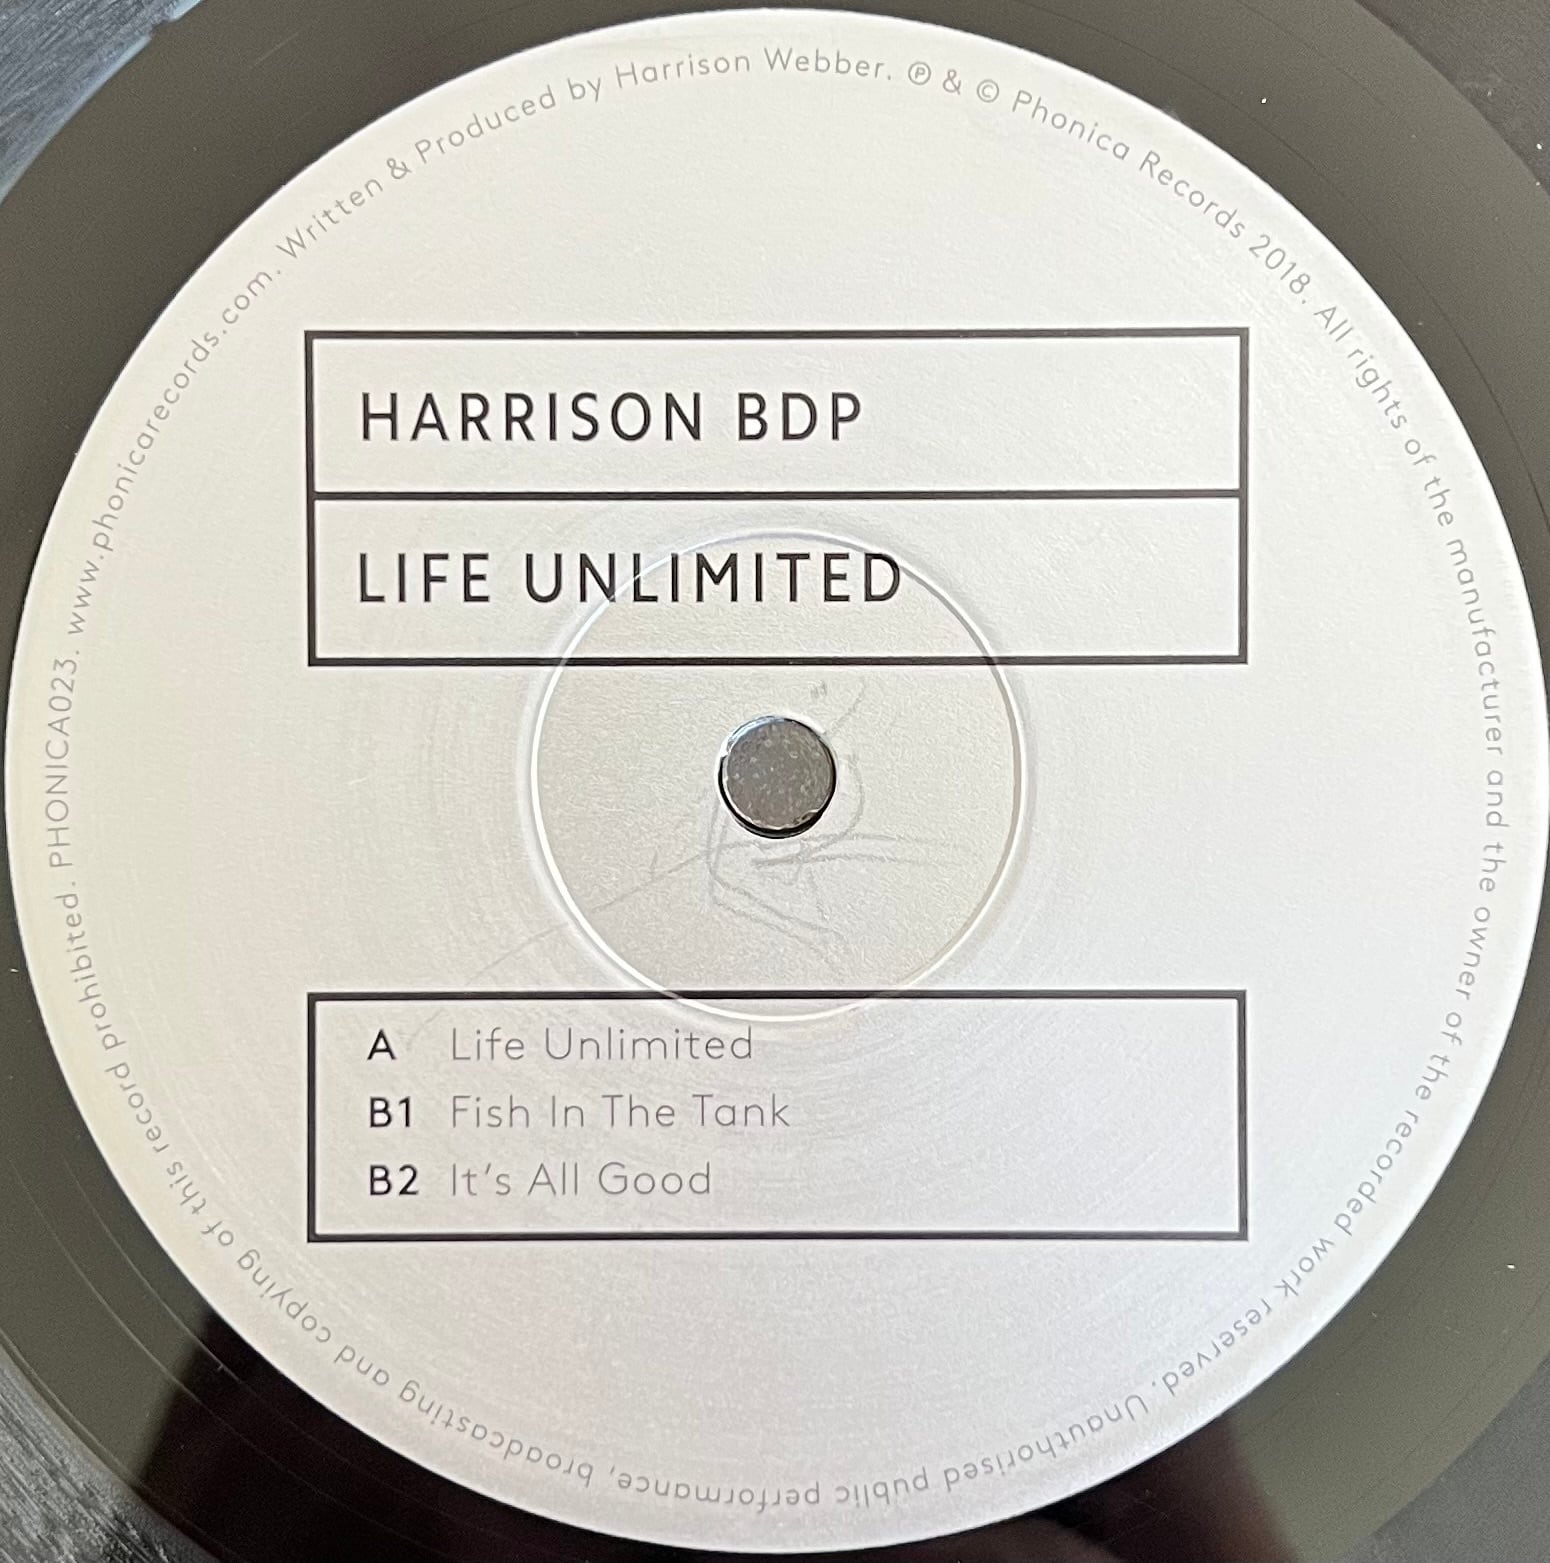 HARRISON BDP
LIFE UNLIMITED
A Life Unlimited
B1 Fish In The Tank
B2 It's All Good
PHONICA023. www.phonicarecords.com. Written & Produced by Harrison Webber. ℗ & © Phonica Records 2018. All rights of the manufacturer and the owner of the recorded work reserved. Unauthorised public performance, broadcasting and copying of this record prohibited.